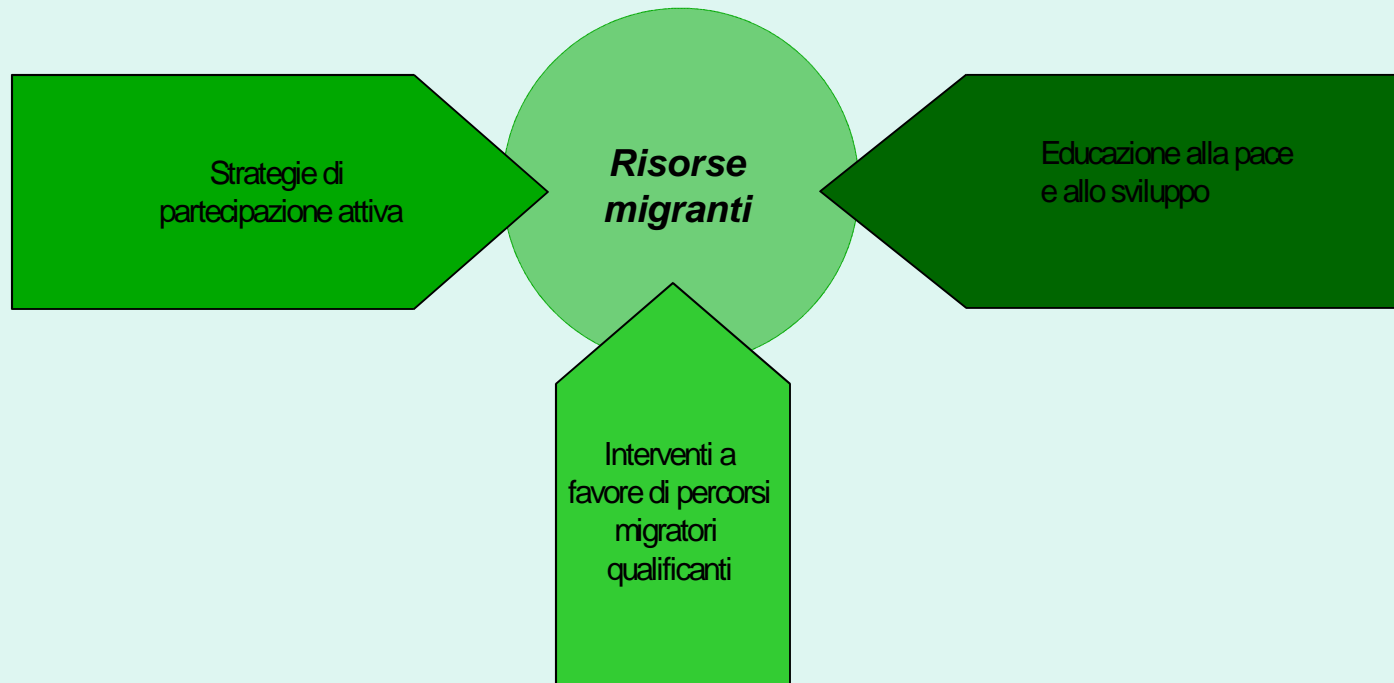 Strategie di
partecipazione attiva
Risorse
migranti
Educazione alla pace
e allo sviluppo
Interventi a
favore di percorsi
migratori
qualificanti